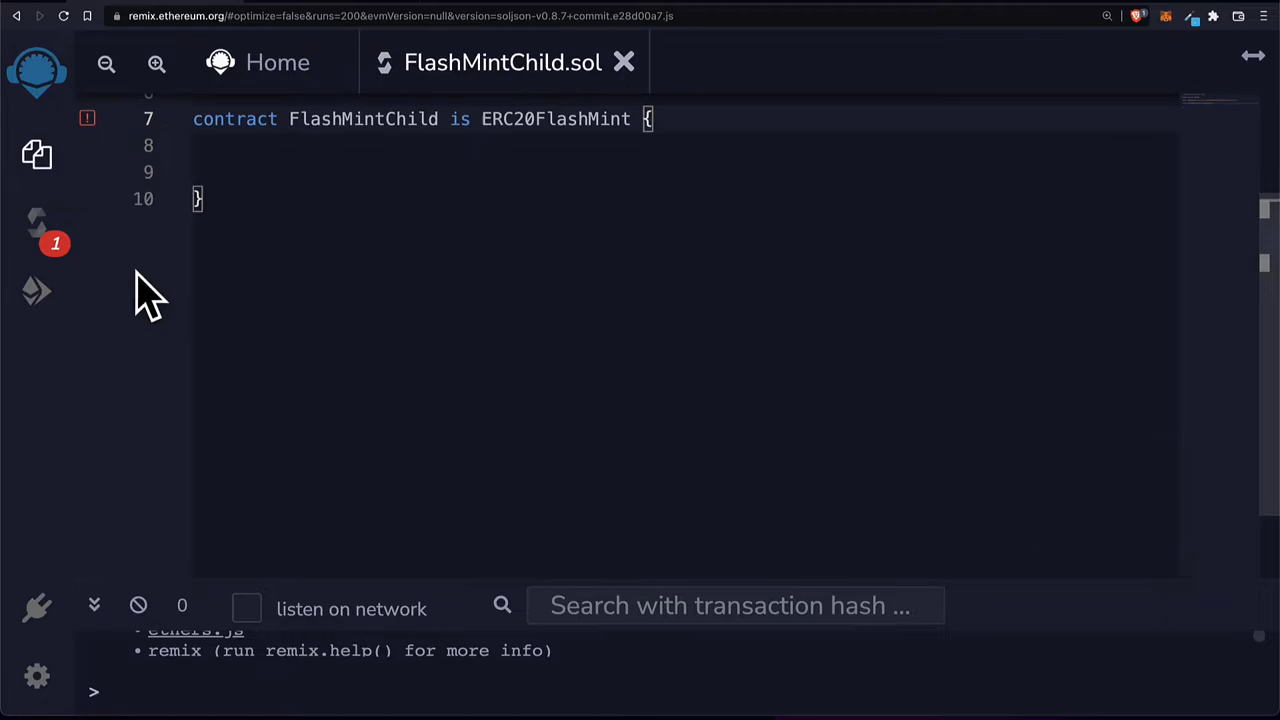 remix.ethereum.org/#optimize=false&runs=200&evmVersion=null&version=soljson-v0.8.7+commit.e28d00a7.js
Home
FlashMintChild.sol
7 contract FlashMintChild is ERC20FlashMint {
8
9
10 }
1
0
listen on network
Search with transaction hash ...
• ethers.js
• remix (run remix.help() for more info)
>